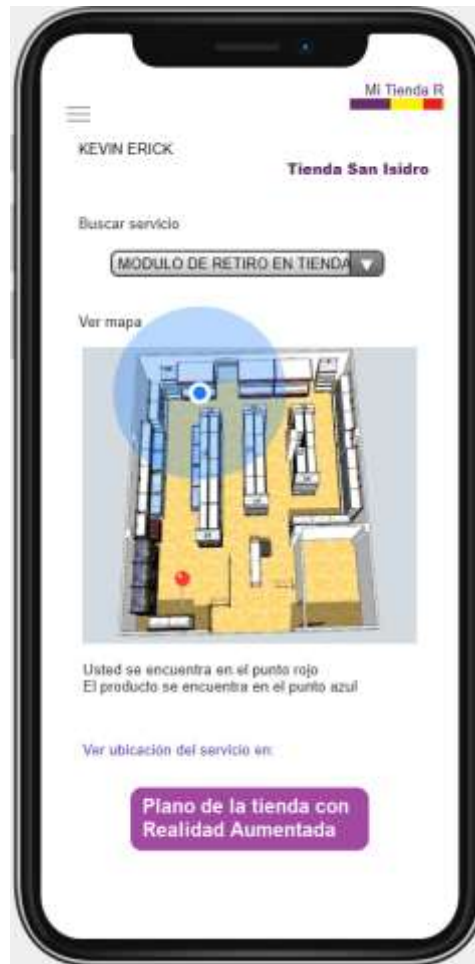 Mi Tienda R
KEVIN ERICK
Tienda San Isidro
Buscar servicio
MODULO DE RETIRO EN TIENDA
Ver mapa
Usted se encuentra en el punto rojo
El producto se encuentra en el punto azul
Ver ubicación del servicio en:
Plano de la tienda con
Realidad Aumentada